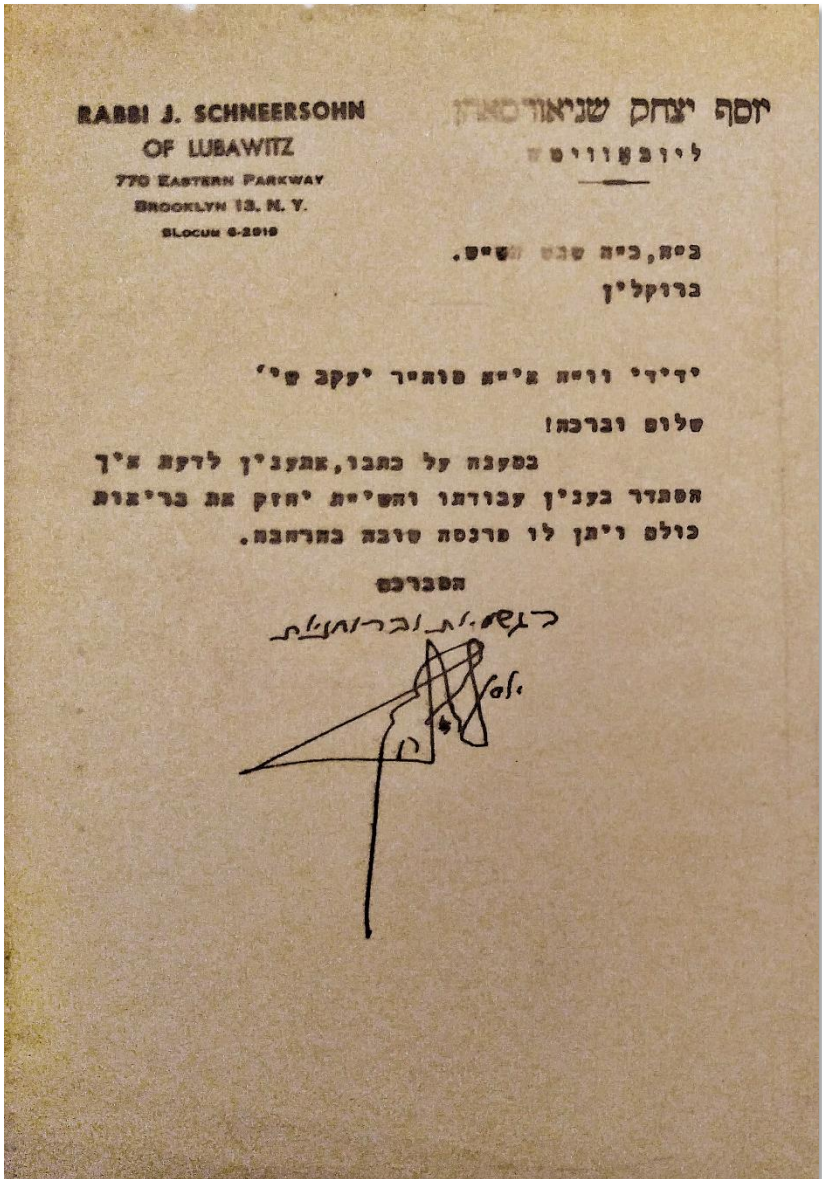 RABBI J. SCHNEERSOHN
OF LUBAWITZ
770 EASTERN PARKWAY
BROOKLYN 13, N. Y.
SLOCUM 6-2919
יוסף יצחק שניאורסאהן
ליובאוויטש
ב"ה, כ"ה שבט תש"ט.
ברוקלין
ידידי וו"ח אי"א מוה"ר יעקב שי'
שלום וברכה!
במענה על כתבו, אתענין לדעת איך
הסתדר בענין עבודתו והשי"ת יחזק את בריאות
כולם ויתן לו פרנסה טובה בהרחבה.
המברכם
בגשמיות וברוחניות